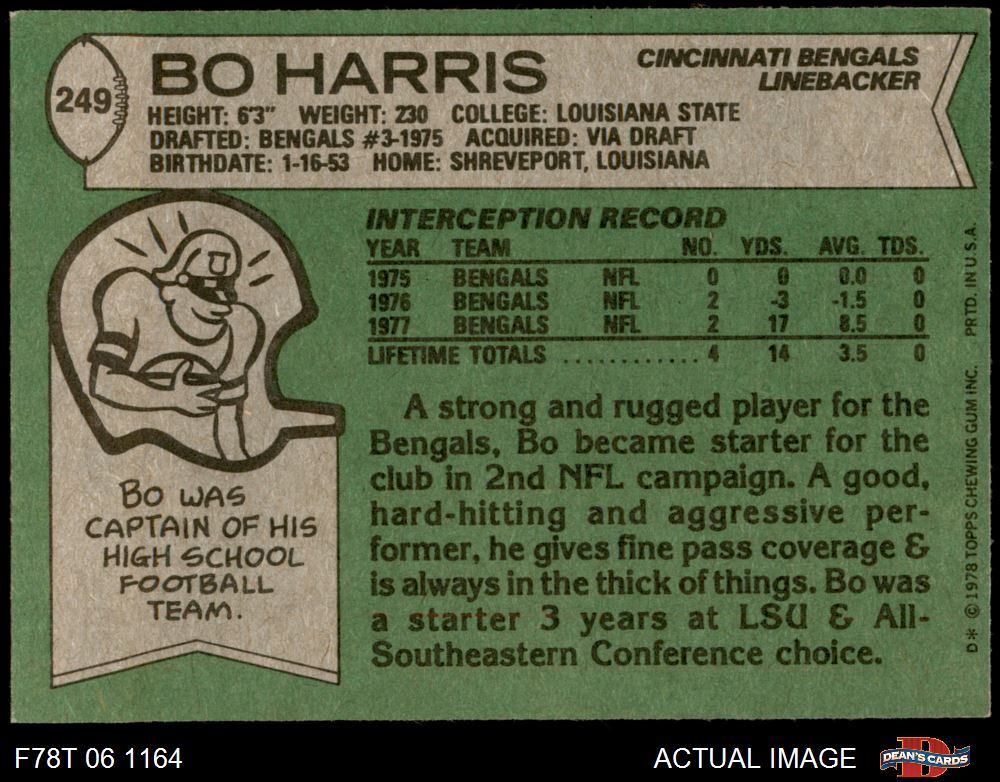 249
BO HARRIS
CINCINNATI BENGALS
LINEBACKER
HEIGHT: 6'3" WEIGHT: 230 COLLEGE: LOUISIANA STATE
DRAFTED: BENGALS #3-1975 ACQUIRED: VIA DRAFT
BIRTHDATE: 1-16-53 HOME: SHREVEPORT, LOUISIANA
INTERCEPTION RECORD
YEAR TEAM NO. YDS. AVG. TDS.
1975 BENGALS NFL 0 0 0.0 0
1976 BENGALS NFL 2 -3 -1.5 0
1977 BENGALS NFL 2 17 8.5 0
LIFETIME TOTALS ............ 4 14 3.5 0
A strong and rugged player for the
Bengals, Bo became starter for the
club in 2nd NFL campaign. A good,
hard-hitting and aggressive per-
former, he gives fine pass coverage &
is always in the thick of things. Bo was
a starter 3 years at LSU & All-
Southeastern Conference choice.
BO WAS
CAPTAIN OF HIS
HIGH SCHOOL
FOOTBALL
TEAM.
D* © 1978 TOPPS CHEWING GUM INC. PRTD. IN U.S.A.
F78T 06 1164
ACTUAL IMAGE
DEAN'S CARDS